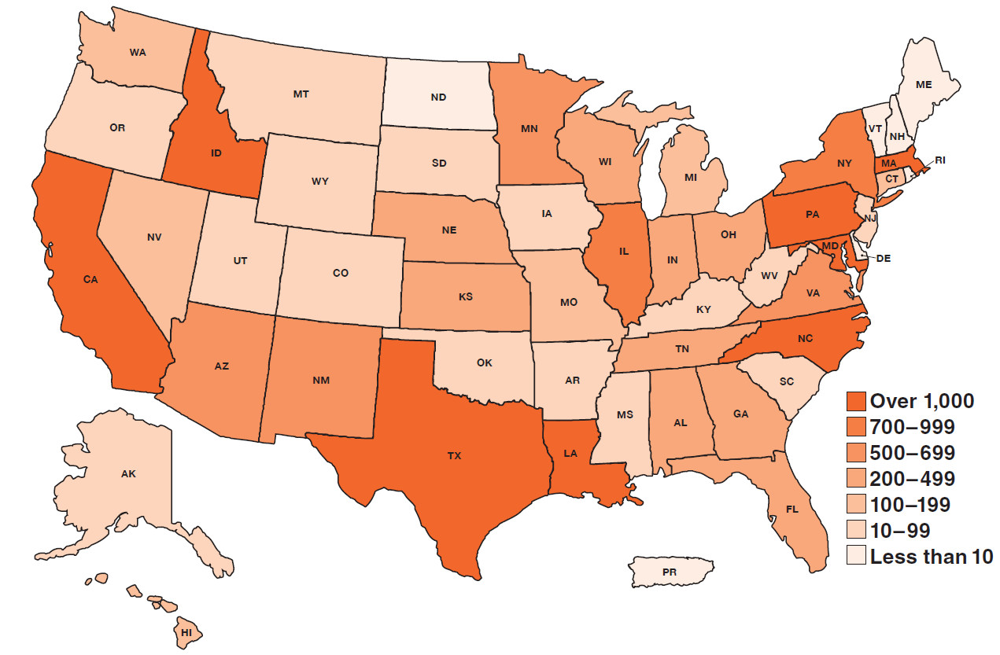 WA
MT
ND
ME
OR
ID
MN
VT
NH
SD
WI
NY
MA
RI
WY
MI
CT
IA
PA
NJ
NE
OH
NV
UT
IL
IN
MD
DE
CO
WV
CA
KS
MO
KY
VA
NC
TN
AZ
NM
OK
AR
SC
MS
AL
GA
TX
LA
AK
FL
PR
HI
Over 1,000
700–999
500–699
200–499
100–199
10–99
Less than 10